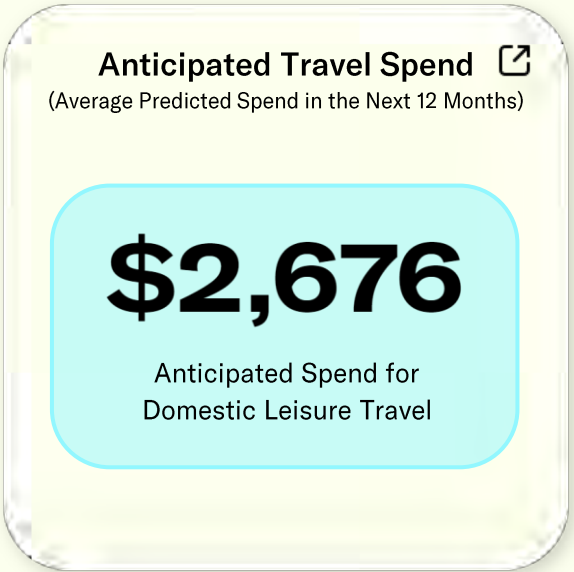 Anticipated Travel Spend
(Average Predicted Spend in the Next 12 Months)
$2,676
Anticipated Spend for
Domestic Leisure Travel